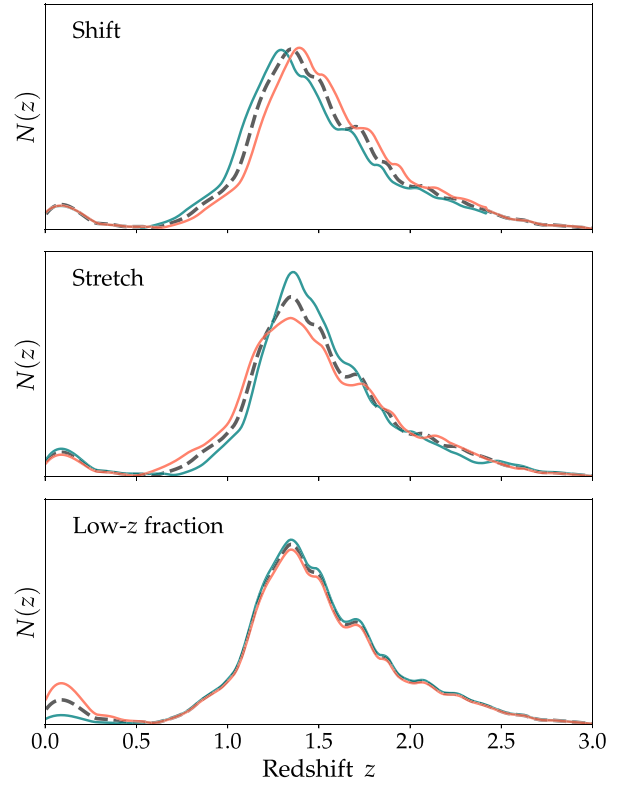 Shift
N(z)
Stretch
N(z)
Low-z fraction
N(z)
0.0 0.5 1.0 1.5 2.0 2.5 3.0
Redshift z